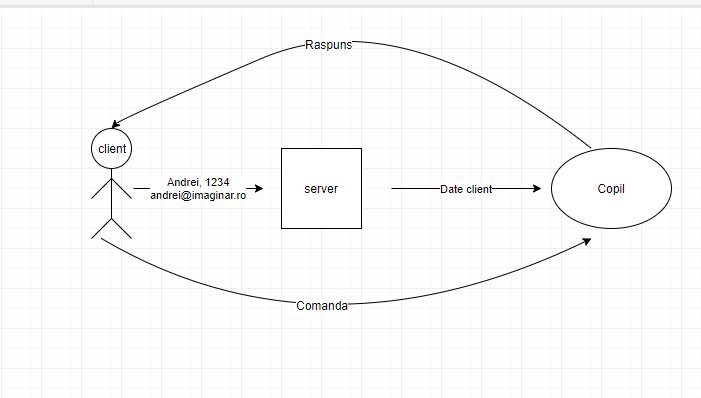 Raspuns
client
Andrei, 1234
andrei@imaginar.ro
server
Date client
Copil
Comanda